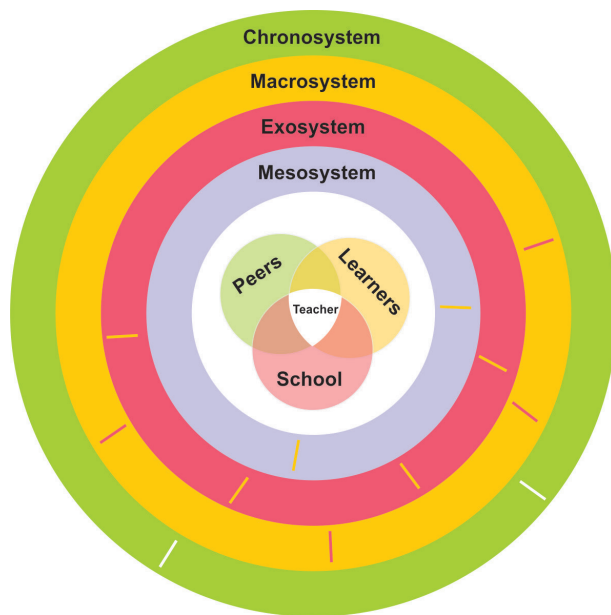 Chronosystem
Macrosystem
Exosystem
Mesosystem
Peers
Learners
Teacher
School